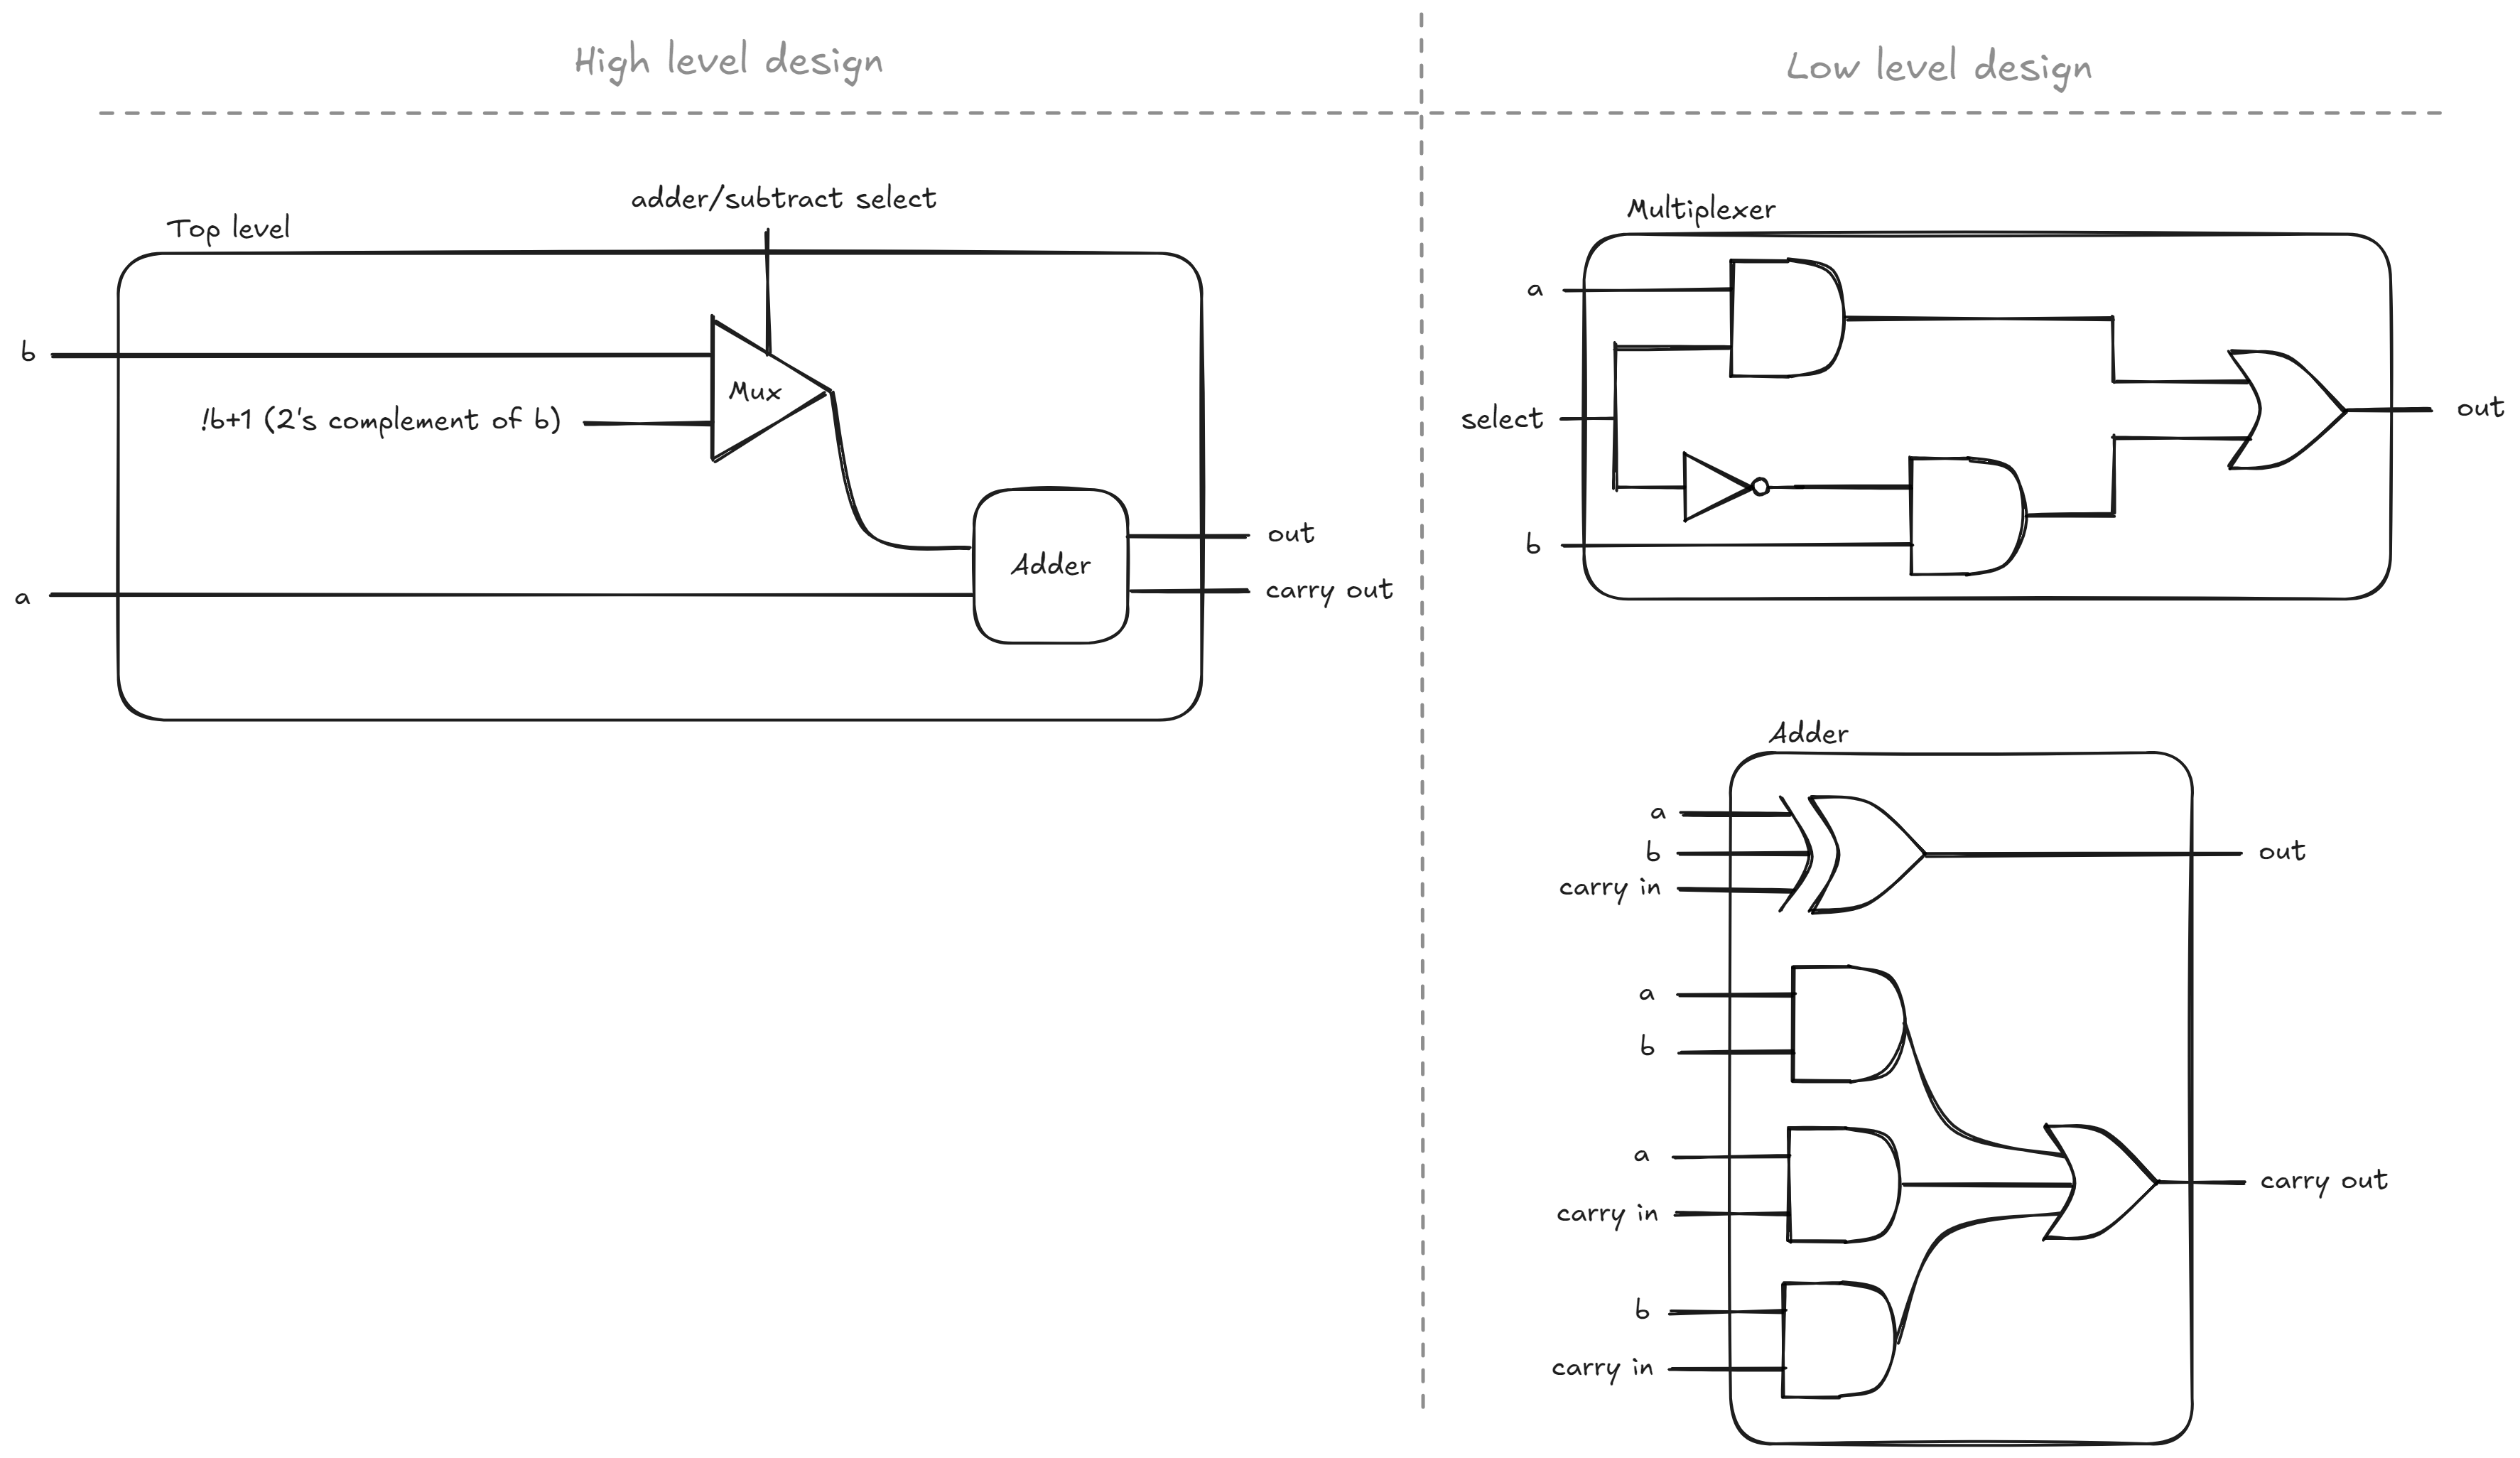 High level design
Low level design
Top level
adder/subtract select
b
Mux
!b+1 (2's complement of b)
Adder
a
out
carry out
Multiplexer
a
select
b
out
Adder
a
b
carry in
out
a
b
a
carry in
carry out
b
carry in